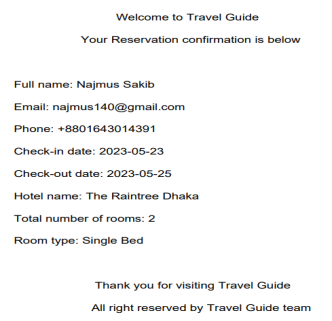 Welcome to Travel Guide
Your Reservation confirmation is below
Full name: Najmus Sakib
Email: najmus140@gmail.com
Phone: +8801643014391
Check-in date: 2023-05-23
Check-out date: 2023-05-25
Hotel name: The Raintree Dhaka
Total number of rooms: 2
Room type: Single Bed
Thank you for visiting Travel Guide
All right reserved by Travel Guide team